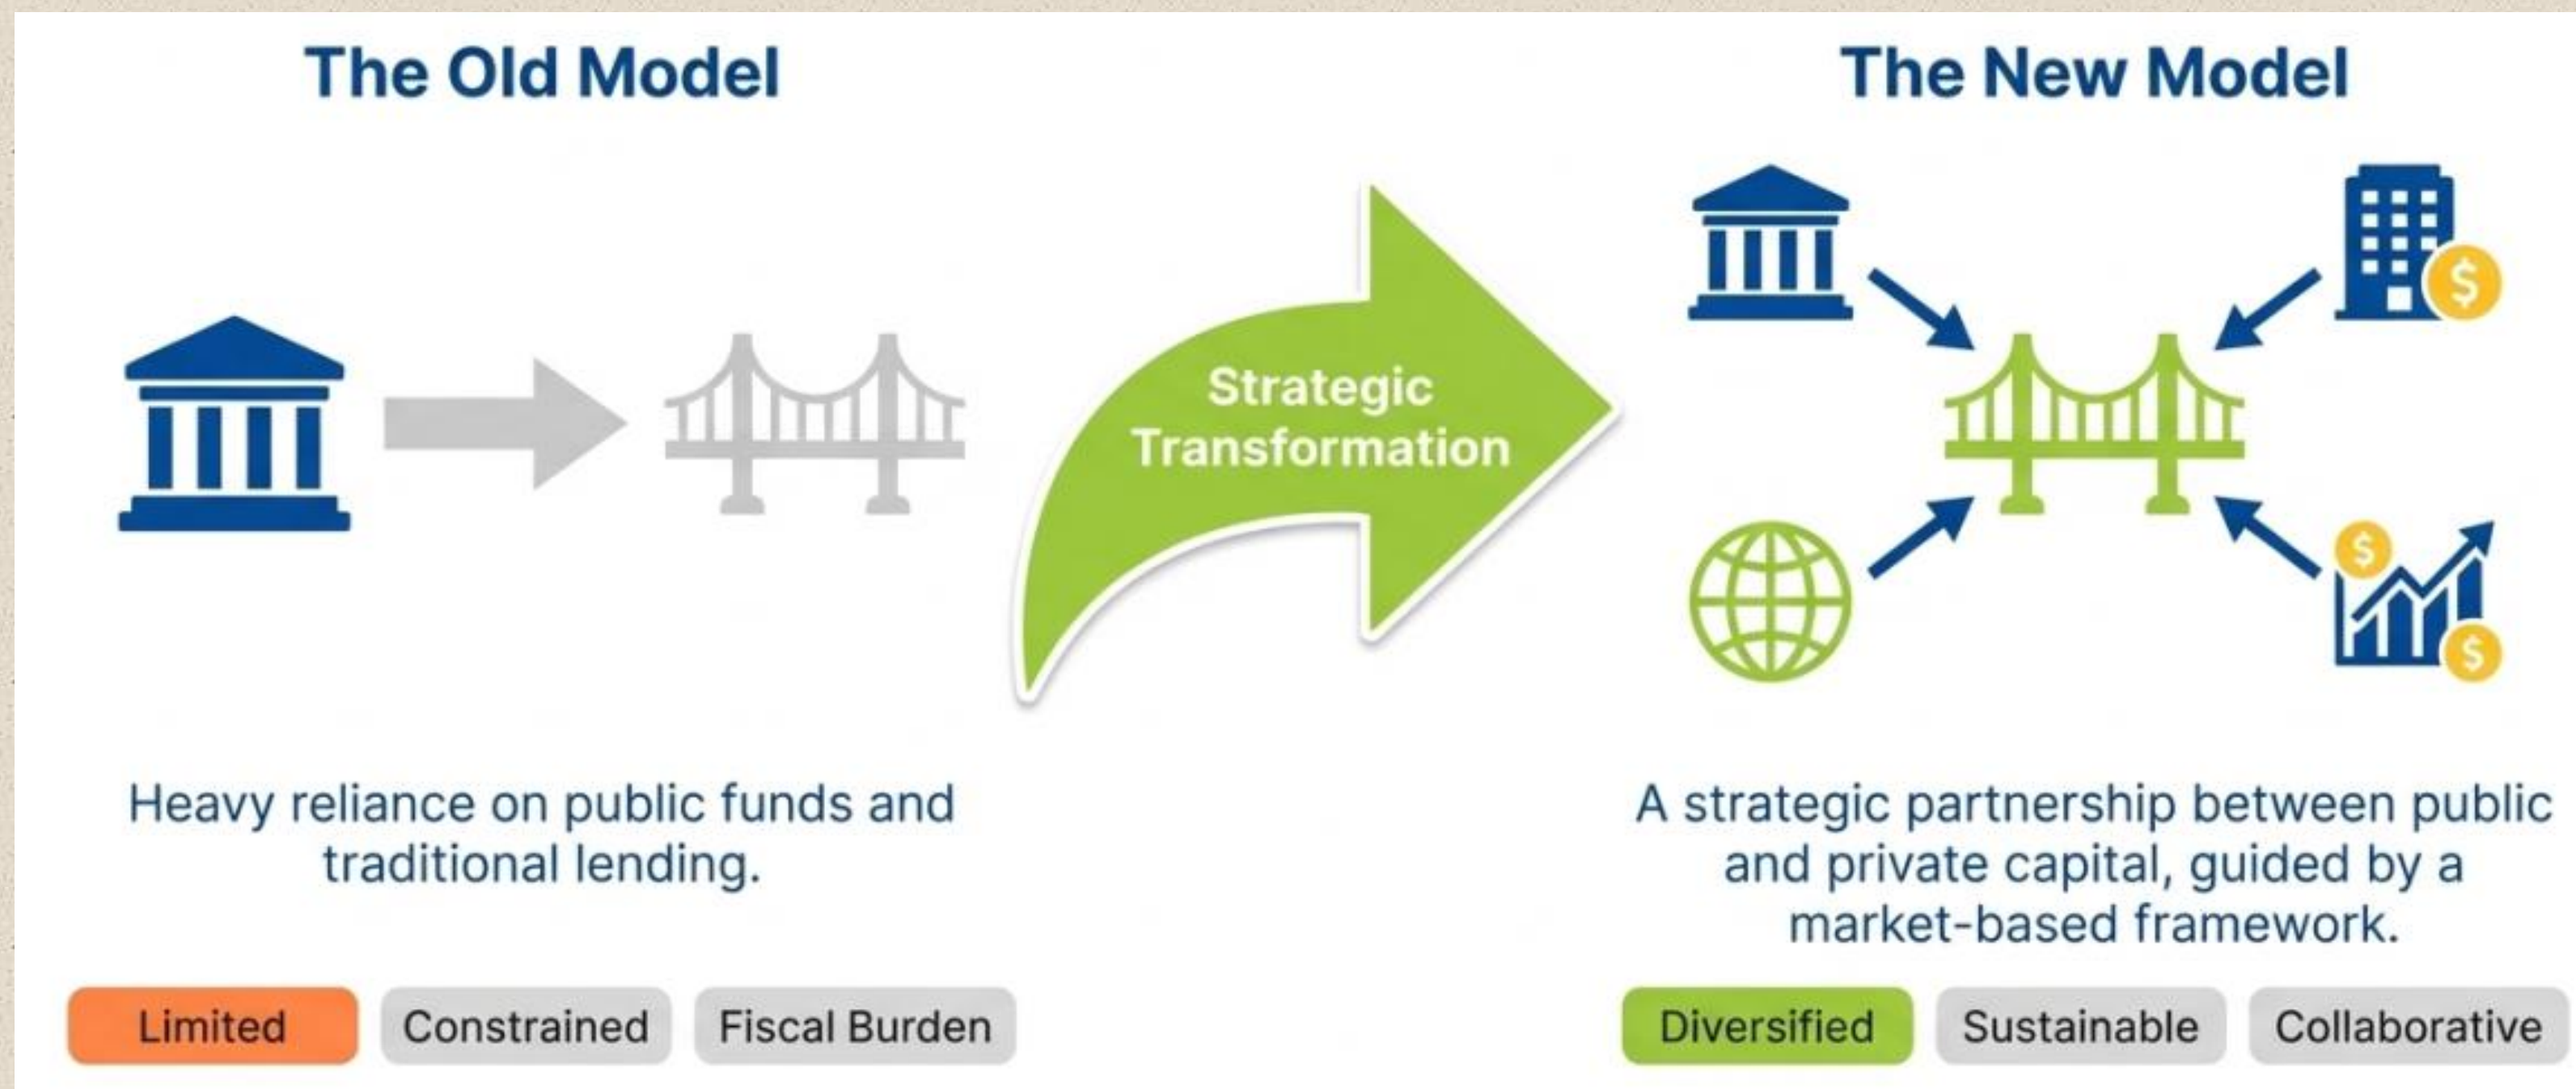 The Old Model
The New Model
Strategic
Transformation
$
$
$
Heavy reliance on public funds and
traditional lending.
A strategic partnership between public
and private capital, guided by a
market-based framework.
Limited
Constrained
Fiscal Burden
Diversified
Sustainable
Collaborative